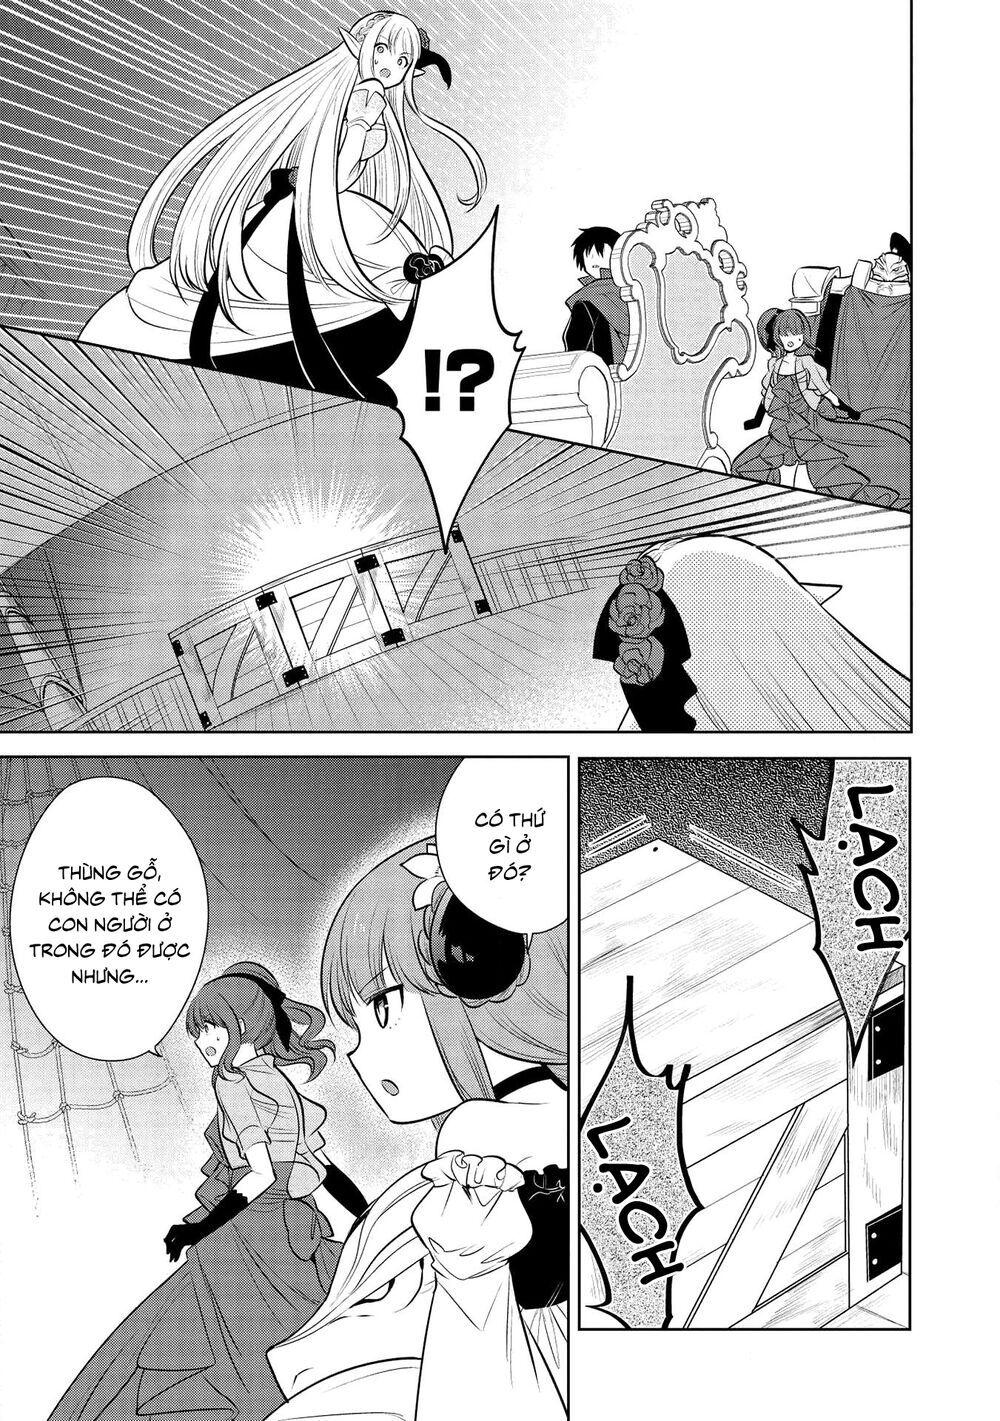 !?
LẠCH
LẠCH
CÓ THỨ
GÌ Ở
ĐÓ?
THÙNG GỖ,
KHÔNG THỂ CÓ
CON NGƯỜI Ở
TRONG ĐÓ ĐƯỢC
NHƯNG...